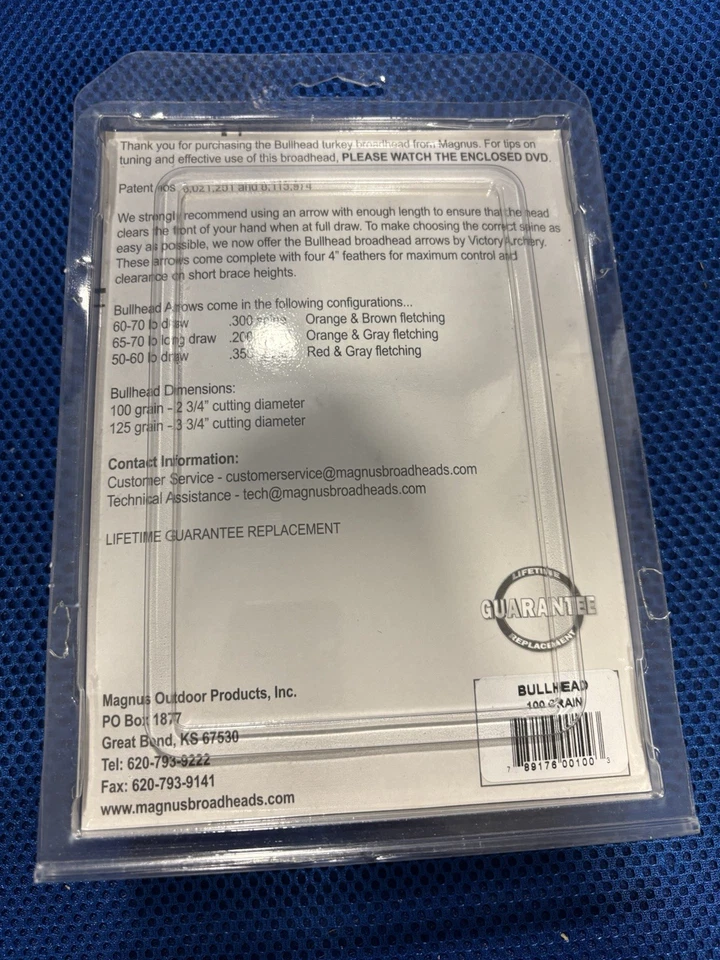 Thank you for purchasing the Bullhead turkey broadhead from Magnus. For tips on
tuning and effective use of this broadhead, PLEASE WATCH THE ENCLOSED DVD.
Patent
We strongly recommend using an arrow with enough length to ensure that the head
clears the front of your hand when at full draw. To make choosing the correct spine as
easy as possible, we now offer the Bullhead broadhead arrows by Victory Archery.
These arrows come complete with four 4" feathers for maximum control and
clearance on short brace heights.
Bullhead Arrows come in the following configurations...
60-70 lb draw .300 spine Orange & Brown fletching
65-70 lb long draw .200 Orange & Gray fletching
50-60 lb draw .350 Red & Gray fletching
Bullhead Dimensions:
100 grain - 2 3/4" cutting diameter
125 grain - 3 3/4" cutting diameter
Contact Information:
Customer Service - customerservice@magnusbroadheads.com
Technical Assistance - tech@magnusbroadheads.com
LIFETIME GUARANTEE REPLACEMENT
LIFETIME
GUARANTEE
REPLACEMENT
BULLHEAD
100 GRAIN
7 89176 00100 3
Magnus Outdoor Products, Inc.
PO Box 1877
Great Bend, KS 67530
Tel: 620-793-9222
Fax: 620-793-9141
www.magnusbroadheads.com